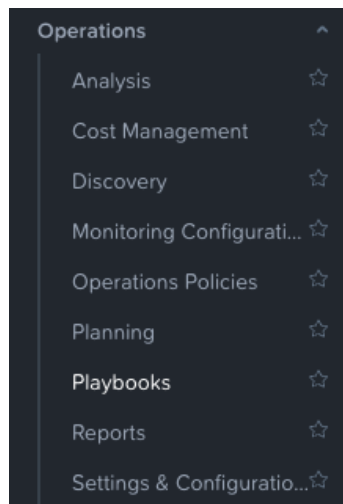 Operations
Analysis
Cost Management
Discovery
Monitoring Configurati...
Operations Policies
Planning
Playbooks
Reports
Settings & Configuratio...